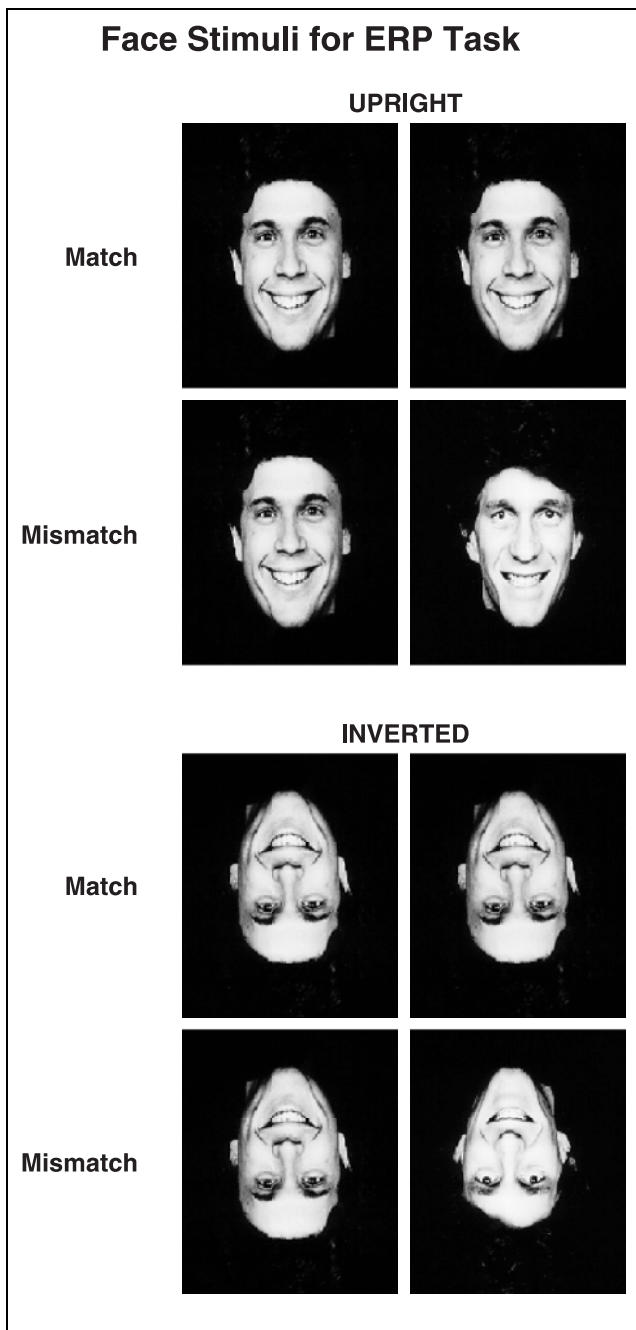 Face Stimuli for ERP Task
UPRIGHT
Match
Mismatch
INVERTED
Match
Mismatch